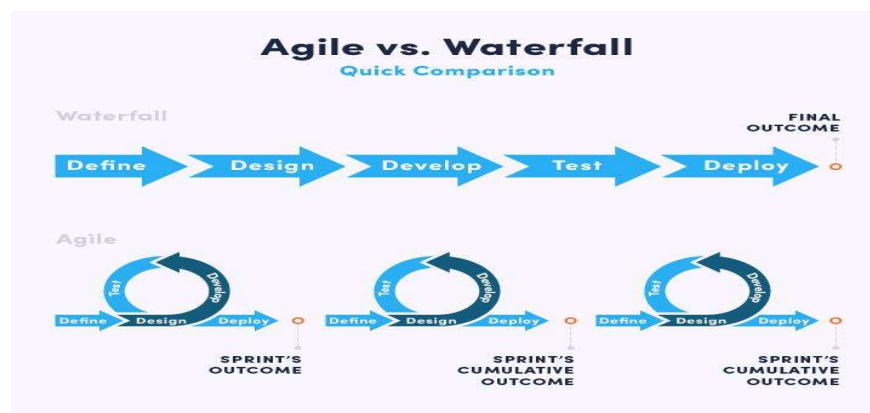 Agile vs. Waterfall
Quick Comparison
Waterfall
FINAL
OUTCOME
Define Design Develop Test Deploy
Agile
Test Develop
Define Design Deploy
SPRINT'S
OUTCOME
Test Develop
Define Design Deploy
SPRINT'S
CUMULATIVE
OUTCOME
Test Develop
Define Design Deploy
SPRINT'S
CUMULATIVE
OUTCOME